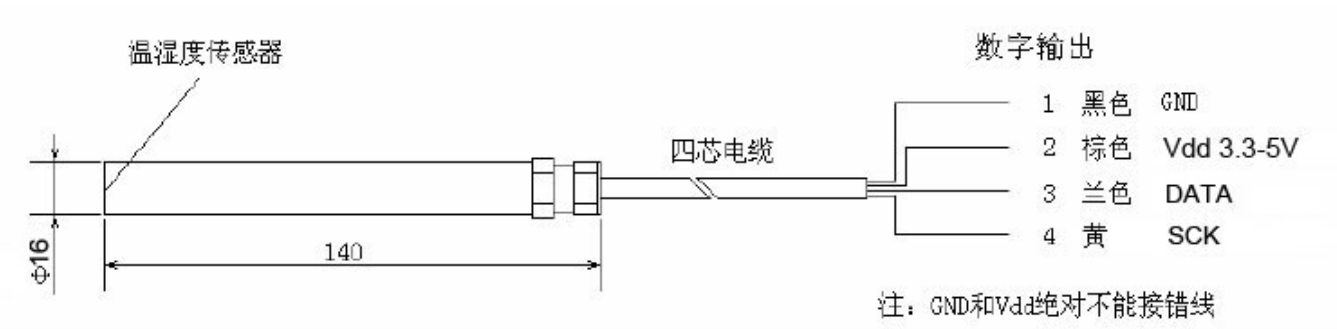 温湿度传感器
数字输出
1 黑色 GND
四芯电缆
2 棕色 Vdd 3.3-5V
3 兰色 DATA
4 黄 SCK
Φ16
140
注：GND和Vdd绝对不能接错线